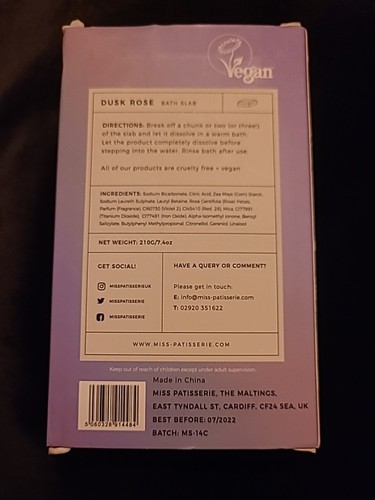 Vegan
DUSK ROSE BATH SLAB
DIRECTIONS: Break off a chunk or two (or three)
of the slab and let it dissolve in a warm bath.
Let the product completely dissolve before
stepping into the water. Rinse bath after use.
All of our products are cruelty free + vegan
INGREDIENTS: Sodium Bicarbonate, Citric Acid, Zea Mays (Corn) Starch,
Sodium Laureth Sulphate, Lauryl Betaine, Rosa Centifolia (Rose) Petals,
Parfum (Fragrance), CI60730 (Violet 2), CI45410 (Red 28), Mica, CI77891
(Titanium Dioxide), CI77491 (Iron Oxide), Alpha-Isomethyl Ionone, Benzyl
Salicylate, Butylphenyl Methylpropional, Citronellol, Geraniol, Linalool
NET WEIGHT: 210G/7.4oz
GET SOCIAL!
MISSPATISSERIEUK
MISSPATISSERIE
MISSPATISSERIE
HAVE A QUERY OR COMMENT?
Please get in touch:
E: info@miss-patisserie.com
T: 02920 351622
WWW.MISS-PATISSERIE.COM
Keep out of reach of children except under adult supervision.
5 060328 914484
Made in China
MISS PATISSERIE, THE MALTINGS,
EAST TYNDALL ST, CARDIFF, CF24 5EA, UK
BEST BEFORE: 07/2022
BATCH: MS-14C